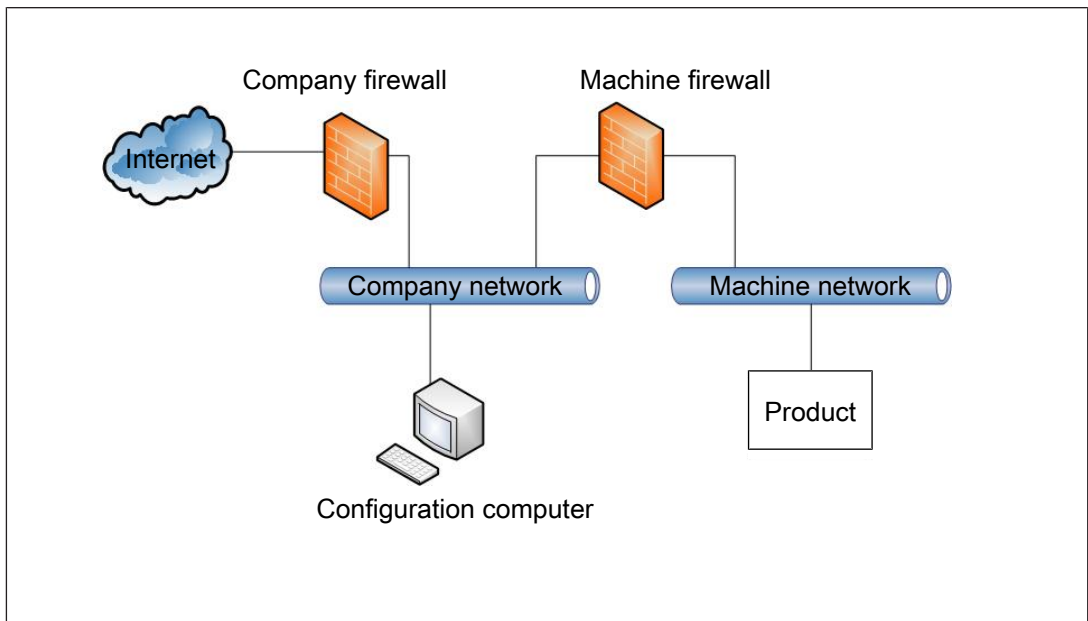 Company firewall
Machine firewall
Internet
Company network
Machine network
Product
Configuration computer